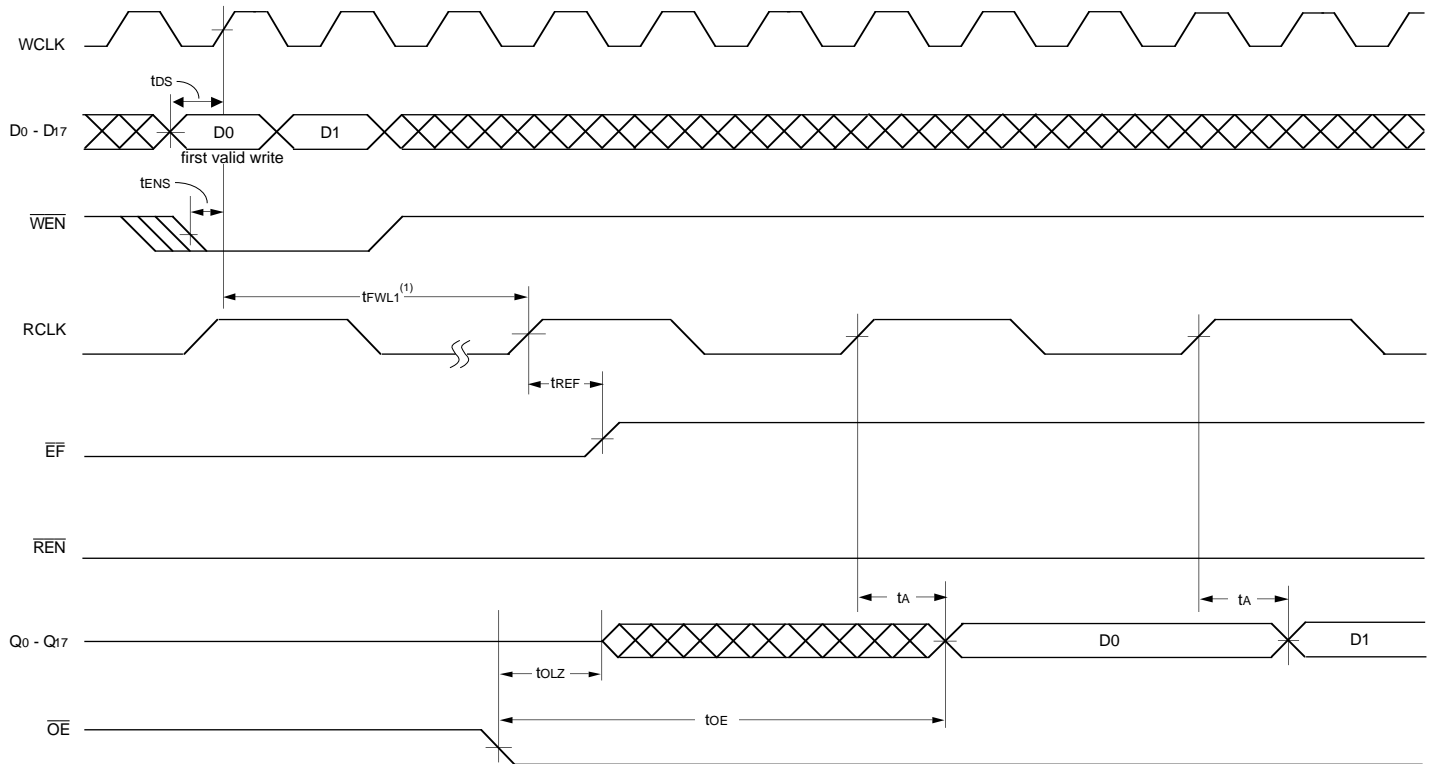 WCLK
tDS
D0 - D17
D0
D1
first valid write
tENS
WEN
tFWL1(1)
RCLK
tREF
EF
REN
tA
tA
Q0 - Q17
D0
D1
tOLZ
tOE
OE